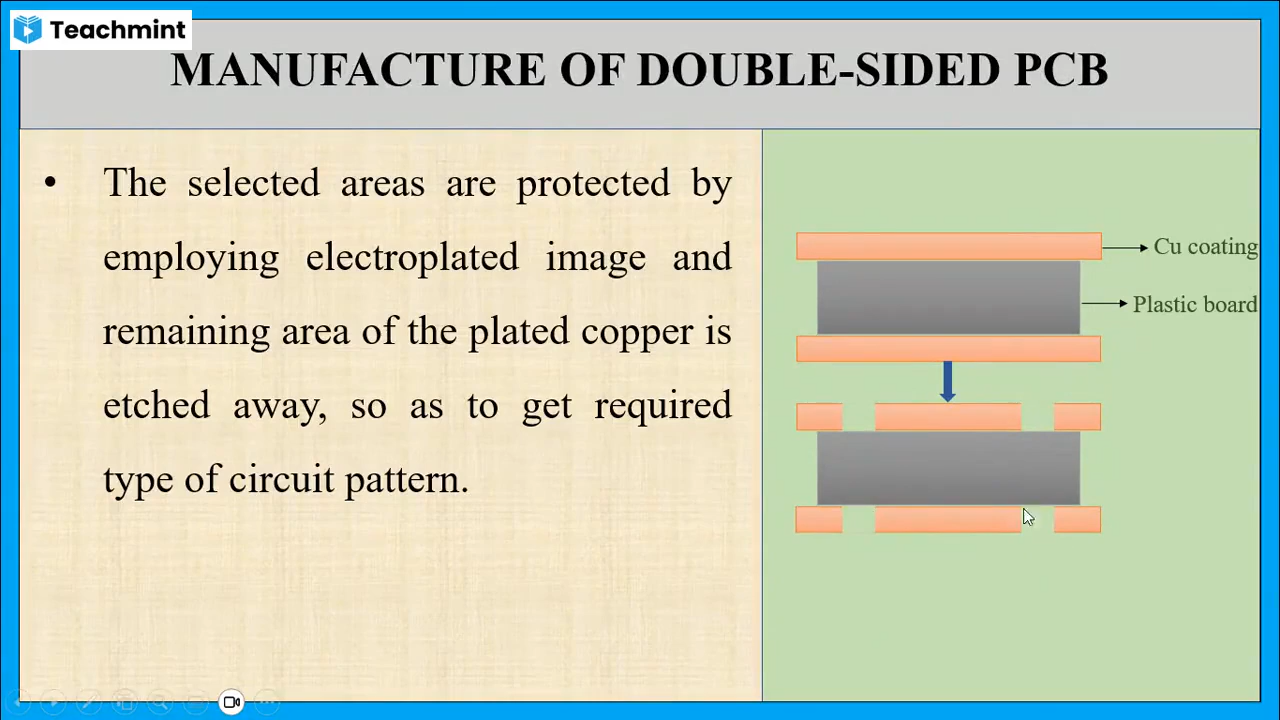 Teachmint
MANUFACTURE OF DOUBLE-SIDED PCB
• The selected areas are protected by
employing electroplated image and
remaining area of the plated copper is
etched away, so as to get required
type of circuit pattern.
Cu coating
Plastic board